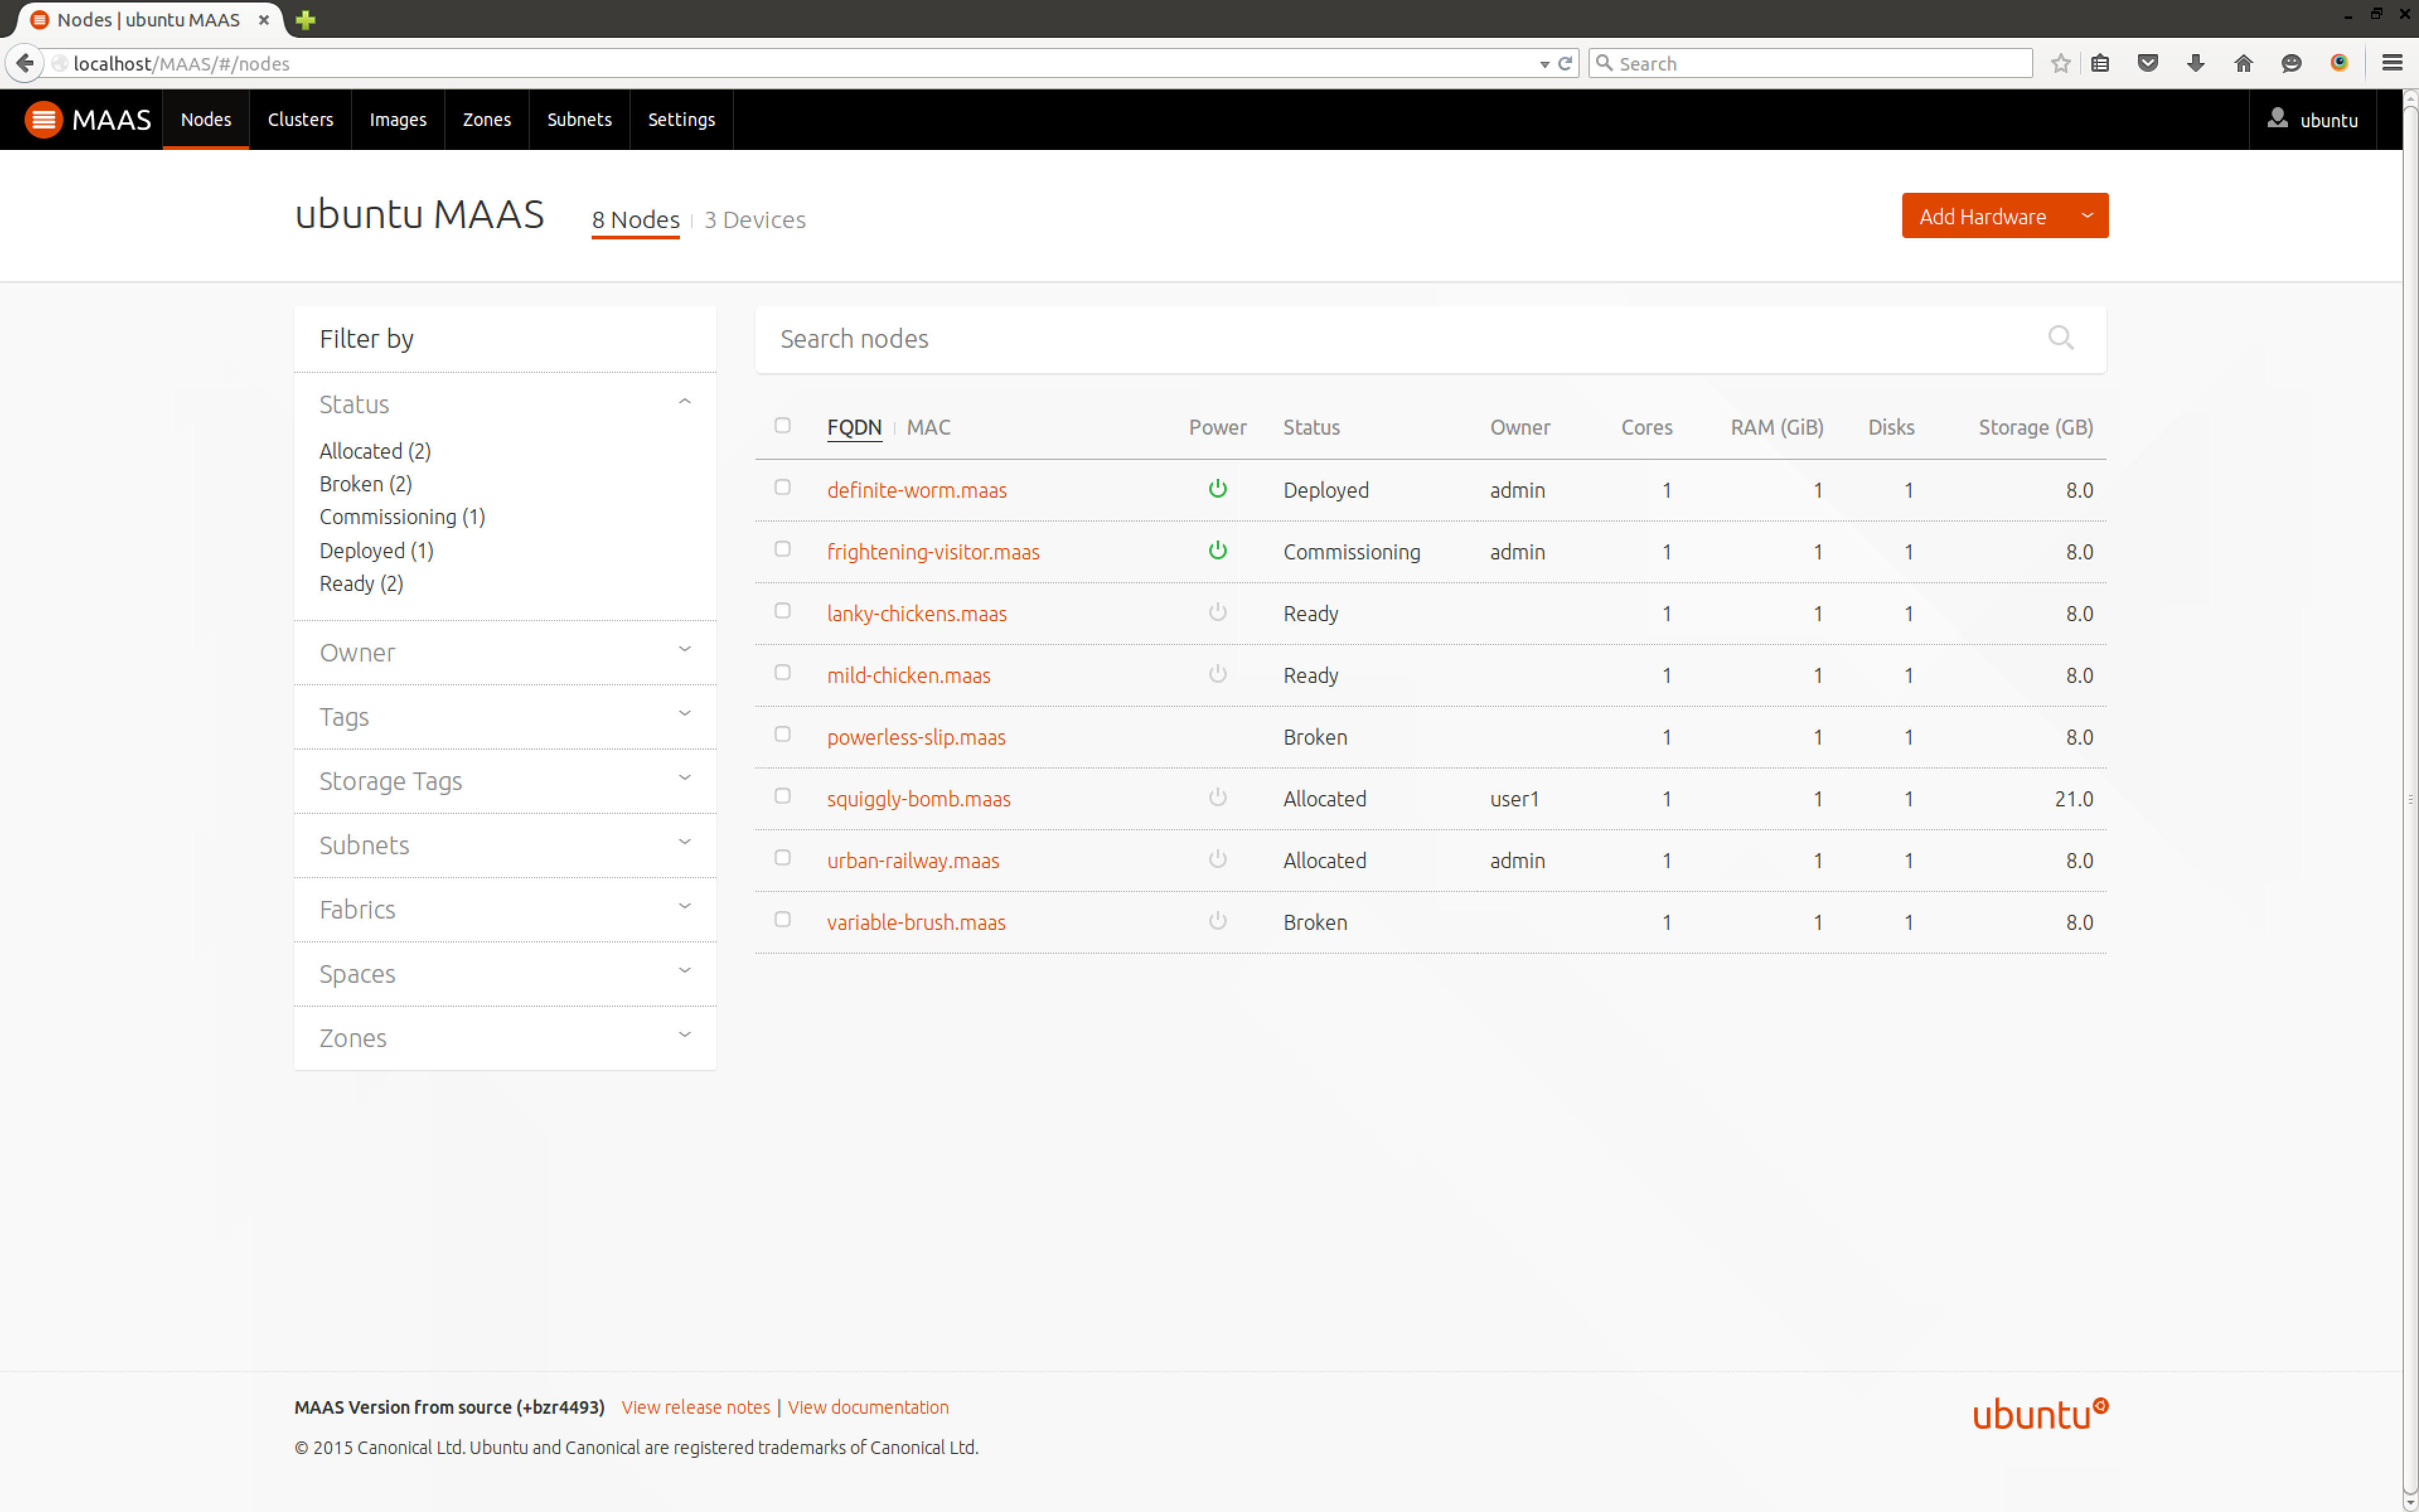 Nodes | ubuntu MAAS
localhost/MAAS/#/nodes
Search
MAAS Nodes Clusters Images Zones Subnets Settings ubuntu
ubuntu MAAS 8 Nodes 3 Devices Add Hardware
Filter by
Status
Allocated (2)
Broken (2)
Commissioning (1)
Deployed (1)
Ready (2)
Owner
Tags
Storage Tags
Subnets
Fabrics
Spaces
Zones
Search nodes
FQDN MAC Power Status Owner Cores RAM (GiB) Disks Storage (GB)
definite-worm.maas Deployed admin 1 1 1 8.0
frightening-visitor.maas Commissioning admin 1 1 1 8.0
lanky-chickens.maas Ready 1 1 1 8.0
mild-chicken.maas Ready 1 1 1 8.0
powerless-slip.maas Broken 1 1 1 8.0
squiggly-bomb.maas Allocated user1 1 1 1 21.0
urban-railway.maas Allocated admin 1 1 1 8.0
variable-brush.maas Broken 1 1 1 8.0
MAAS Version from source (+bzr4493) View release notes | View documentation
© 2015 Canonical Ltd. Ubuntu and Canonical are registered trademarks of Canonical Ltd.
ubuntu